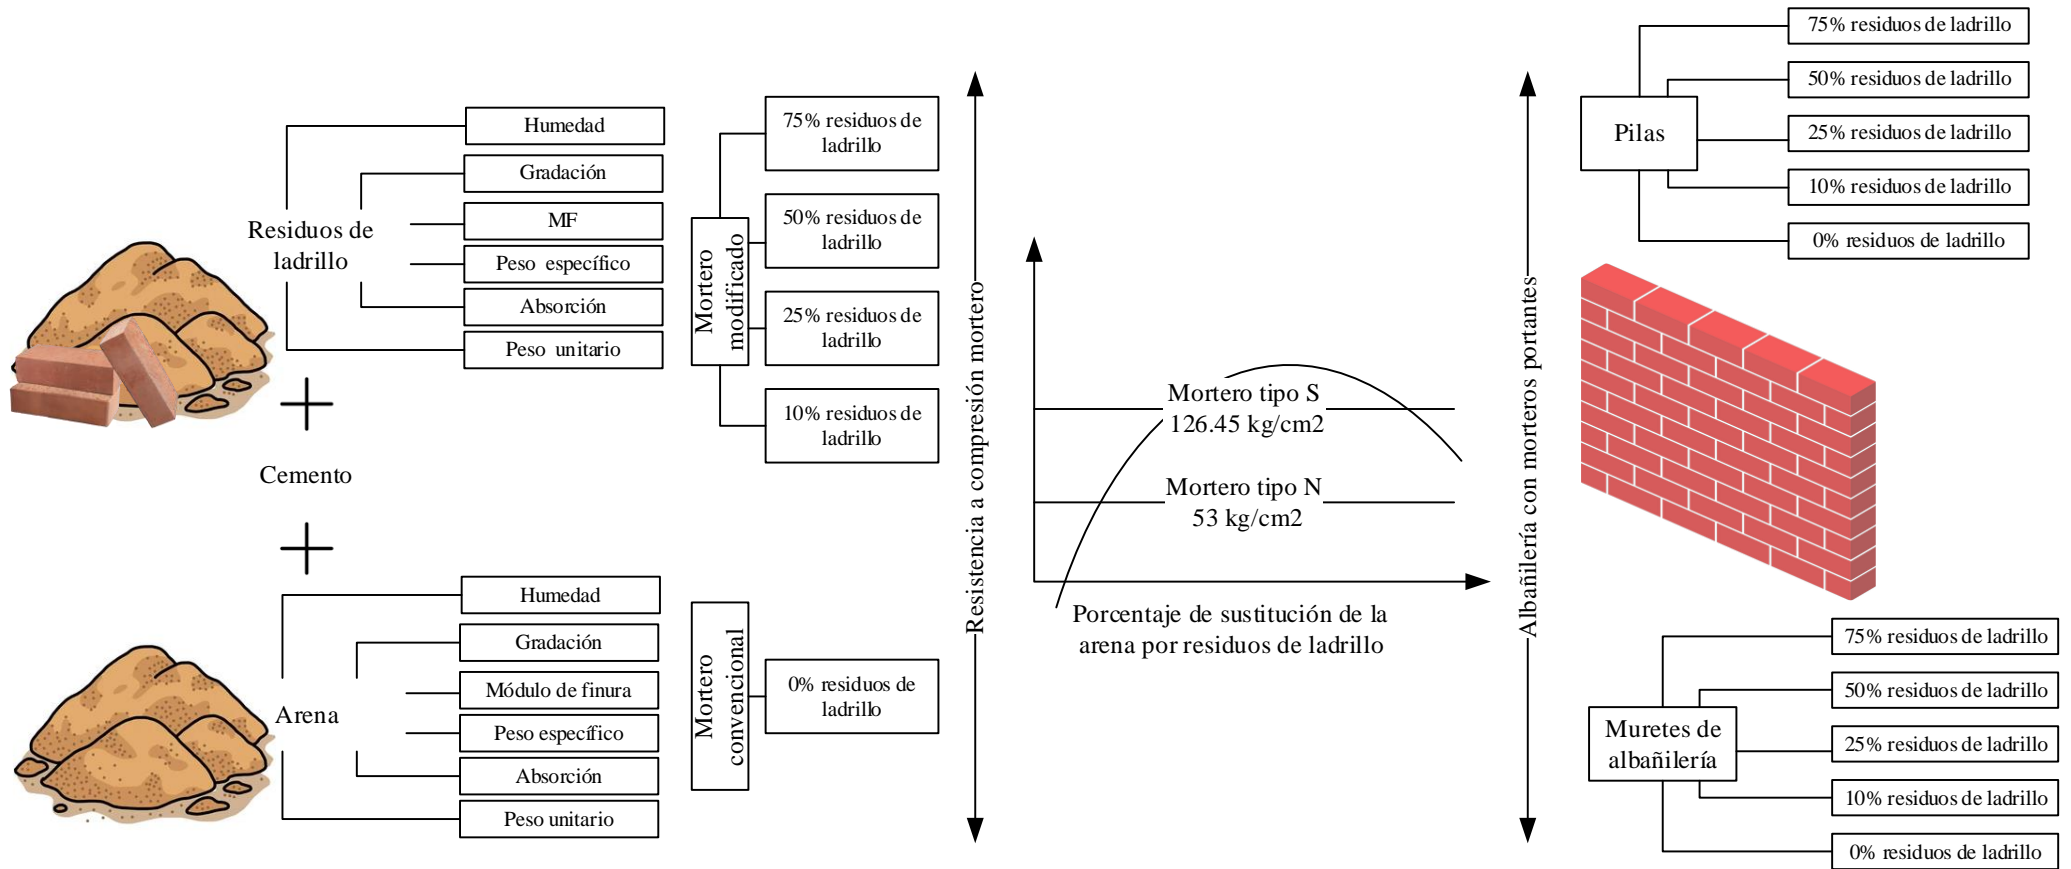 Residuos de
ladrillo
Humedad
Gradación
MF
Peso específico
Absorción
Peso unitario
Cemento
Arena
Humedad
Gradación
Módulo de finura
Peso específico
Absorción
Peso unitario
Mortero
modificado
75% residuos de
ladrillo
50% residuos de
ladrillo
25% residuos de
ladrillo
10% residuos de
ladrillo
Mortero
convencional
0% residuos de
ladrillo
Resistencia a compresión mortero
Mortero tipo S
126.45 kg/cm2
Mortero tipo N
53 kg/cm2
Porcentaje de sustitución de la
arena por residuos de ladrillo
Albañilería con morteros portantes
Pilas
75% residuos de ladrillo
50% residuos de ladrillo
25% residuos de ladrillo
10% residuos de ladrillo
0% residuos de ladrillo
Muretes de
albañilería
75% residuos de ladrillo
50% residuos de ladrillo
25% residuos de ladrillo
10% residuos de ladrillo
0% residuos de ladrillo